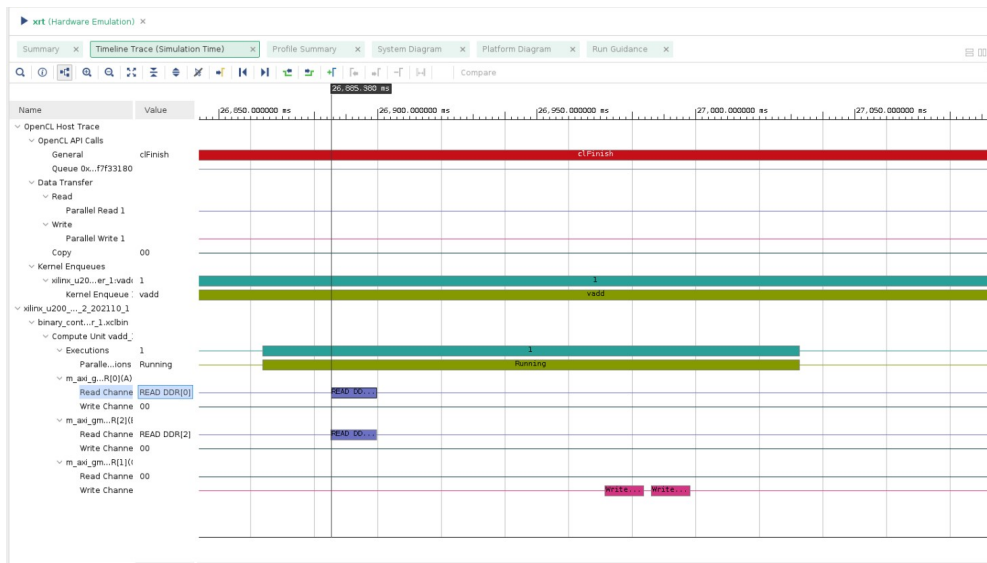 xrt (Hardware Emulation) ×
Summary × Timeline Trace (Simulation Time) × Profile Summary × System Diagram × Platform Diagram × Run Guidance ×
Compare
26,885.380 ms
Name Value 26,850.000000 ms 26,900.000000 ms 26,950.000000 ms 27,000.000000 ms 27,050.000000 ms
OpenCL Host Trace
OpenCL API Calls
General clFinish clFinish
Queue 0x...f7f33180
Data Transfer
Read
Parallel Read 1
Write
Parallel Write 1
Copy 00
Kernel Enqueues
xilinx_u20...er_1:vadd 1 1
Kernel Enqueue vadd vadd
xilinx_u200_..._2_202110_1
binary_cont...r_1.xclbin
Compute Unit vadd_
Executions 1 1
Paralle...ions Running Running
m_axi_g...R[0](A)
Read Channe READ DDR[0] READ DD...
Write Channe 00
m_axi_gm...R[2](
Read Channe READ DDR[2] READ DD...
Write Channe 00
m_axi_gm...R[1](
Read Channe 00
Write Channe Write... Write...